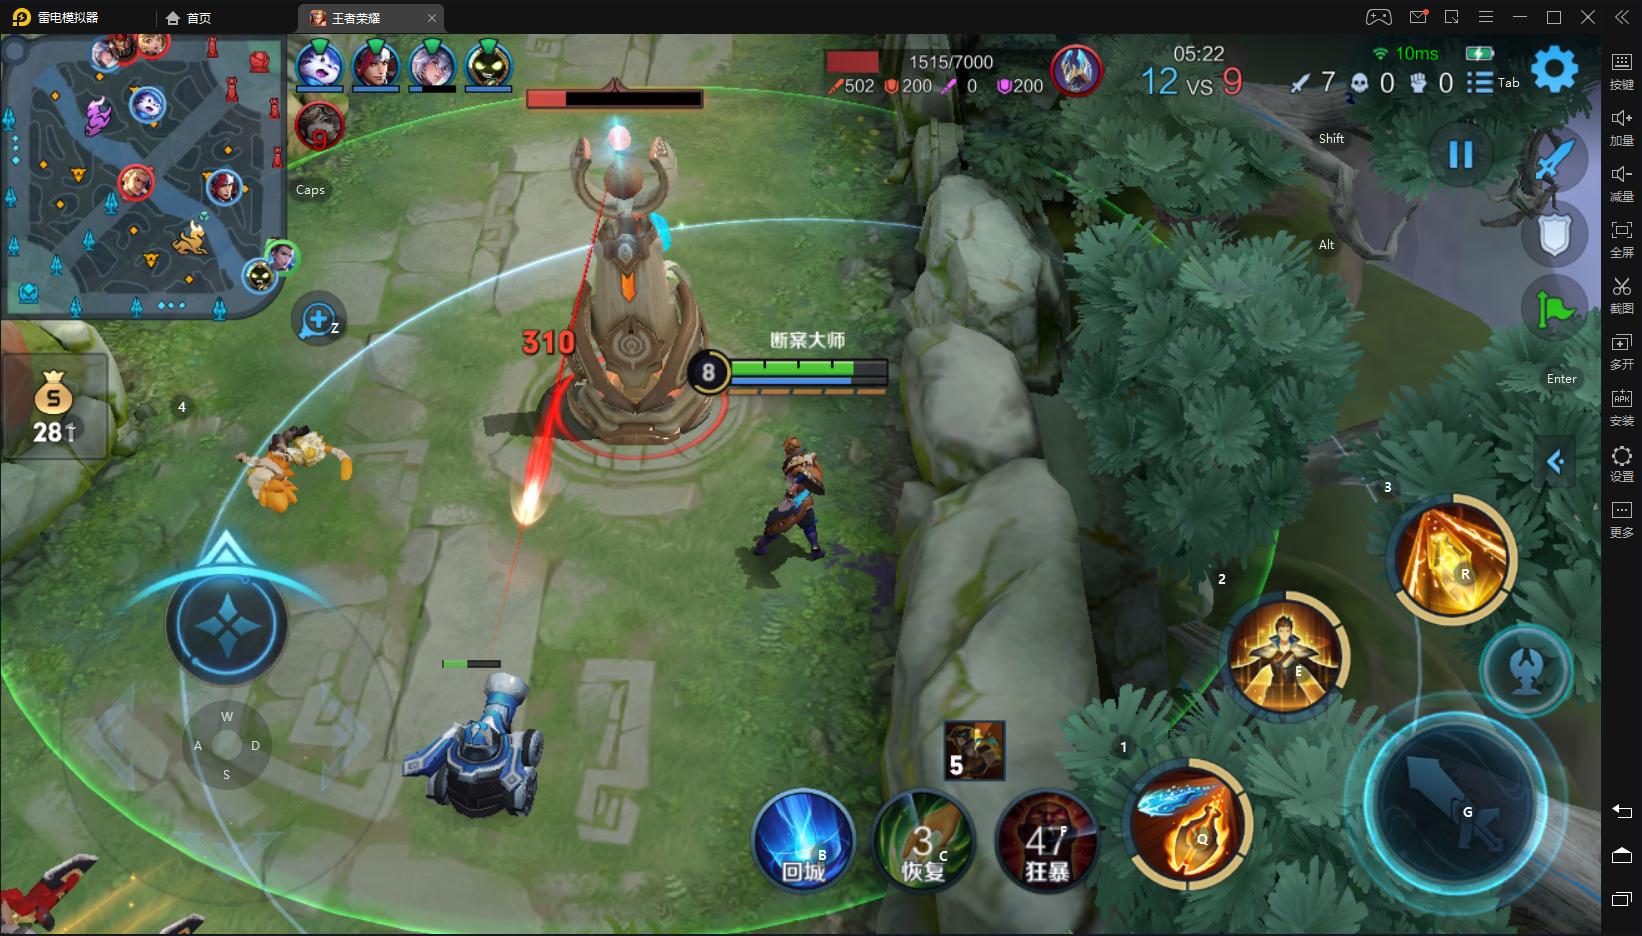 雷电模拟器
首页
王者荣耀
1515/7000
502 200 0 200
05:22
12 VS 9
10ms
7 0 0 Tab
9
Caps
Shift
Alt
Enter
Z
310
断案大师
8
4
3
2
1
R
E
Q
G
W
A D
S
5
B
回城
3
C
恢复
47
F
狂暴
按键
加量
减量
全屏
截图
多开
APK
安装
设置
更多